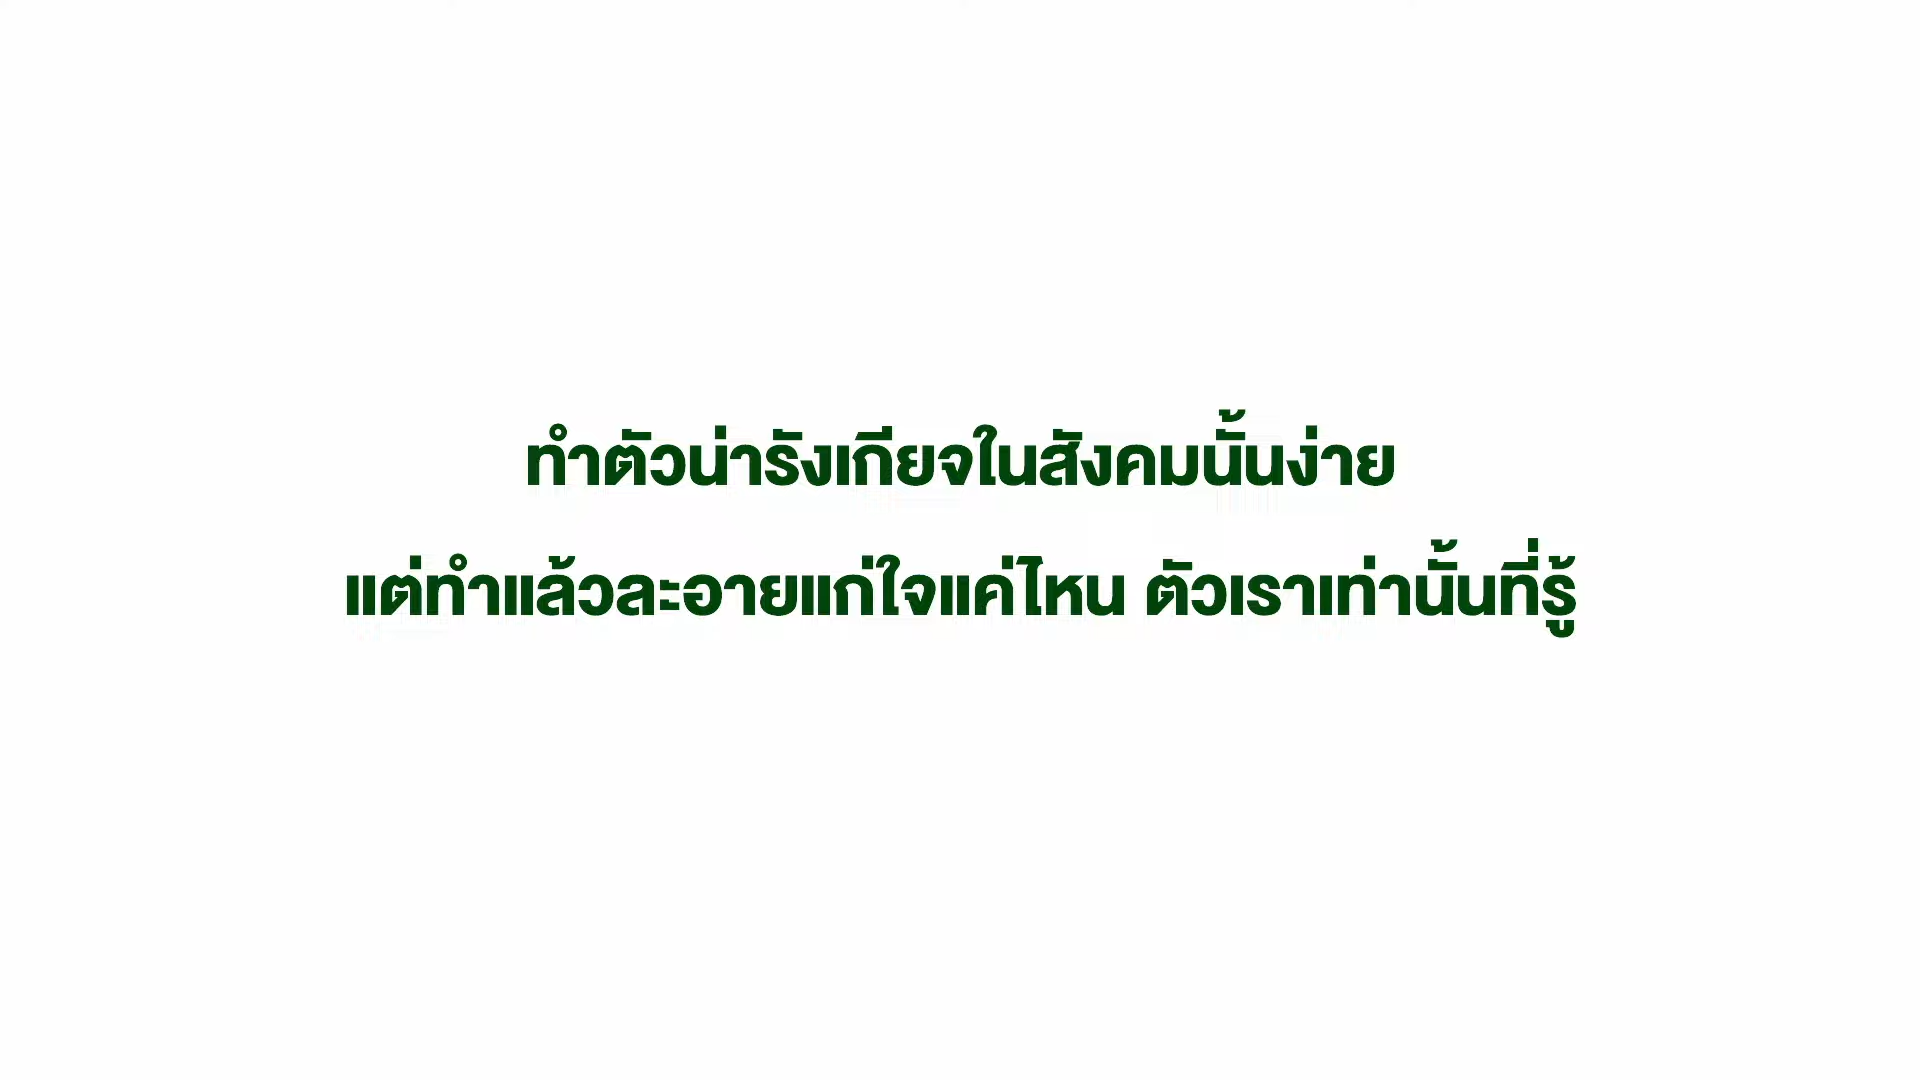 ทำตัวน่ารังเกียจในสังคมนั้นง่าย
แต่ทำแล้วละอายแก่ใจแค่ไหน ตัวเราเท่านั้นที่รู้